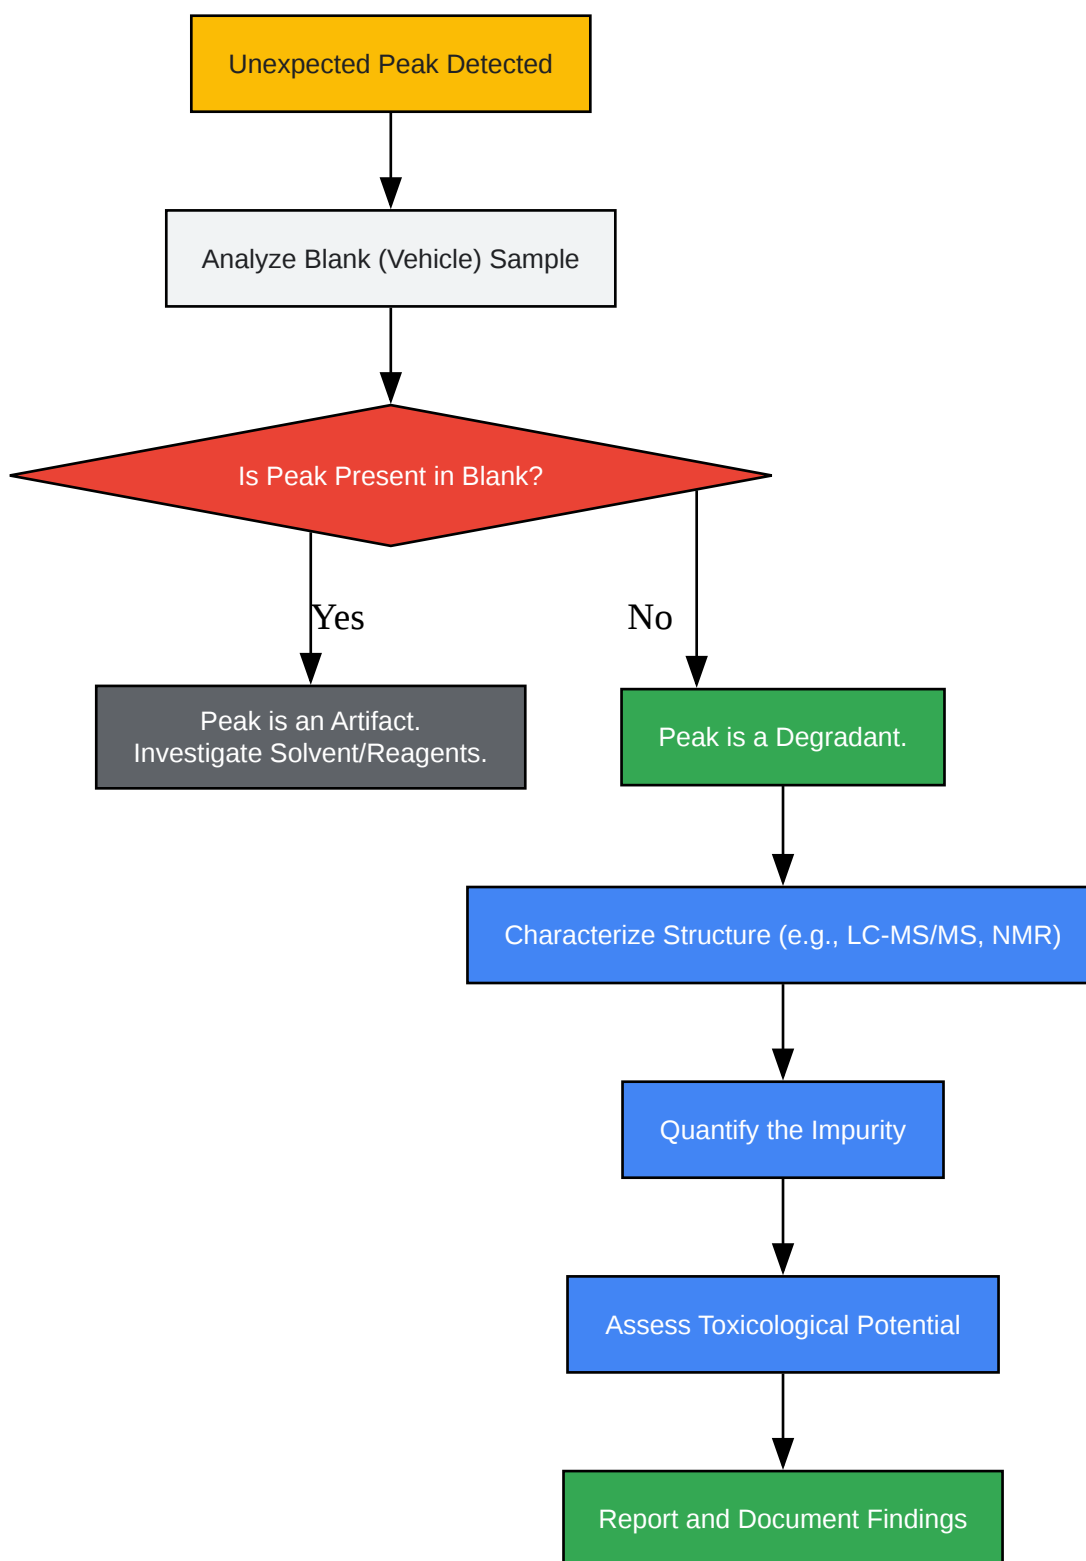 Unexpected Peak Detected
Analyze Blank (Vehicle) Sample
Is Peak Present in Blank?
Yes
No
Peak is an Artifact.
Investigate Solvent/Reagents.
Peak is a Degradant.
Characterize Structure (e.g., LC-MS/MS, NMR)
Quantify the Impurity
Assess Toxicological Potential
Report and Document Findings